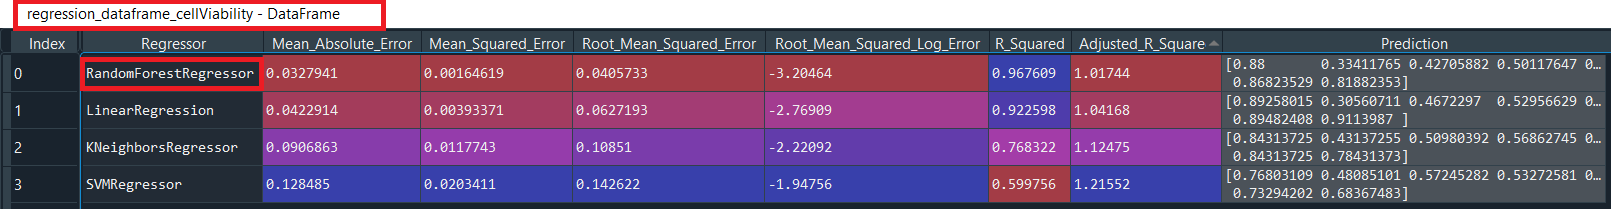 regression_dataframe_cellViability - DataFrame
Index Regressor Mean_Absolute_Error Mean_Squared_Error Root_Mean_Squared_Error Root_Mean_Squared_Log_Error R_Squared Adjusted_R_Square Prediction
0 RandomForestRegressor 0.0327941 0.00164619 0.0405733 -3.20464 0.967609 1.01744 [0.88 0.33411765 0.42705882 0.50117647 0…
0.86823529 0.81882353]
1 LinearRegression 0.0422914 0.00393371 0.0627193 -2.76909 0.922598 1.04168 [0.89258015 0.30560711 0.4672297 0.52956629 0…
0.89482408 0.9113987 ]
2 KNeighborsRegressor 0.0906863 0.0117743 0.10851 -2.22092 0.768322 1.12475 [0.84313725 0.43137255 0.50980392 0.56862745 0…
0.84313725 0.78431373]
3 SVMRegressor 0.128485 0.0203411 0.142622 -1.94756 0.599756 1.21552 [0.76803109 0.48085101 0.57245282 0.53272581 0…
0.73294202 0.68367483]